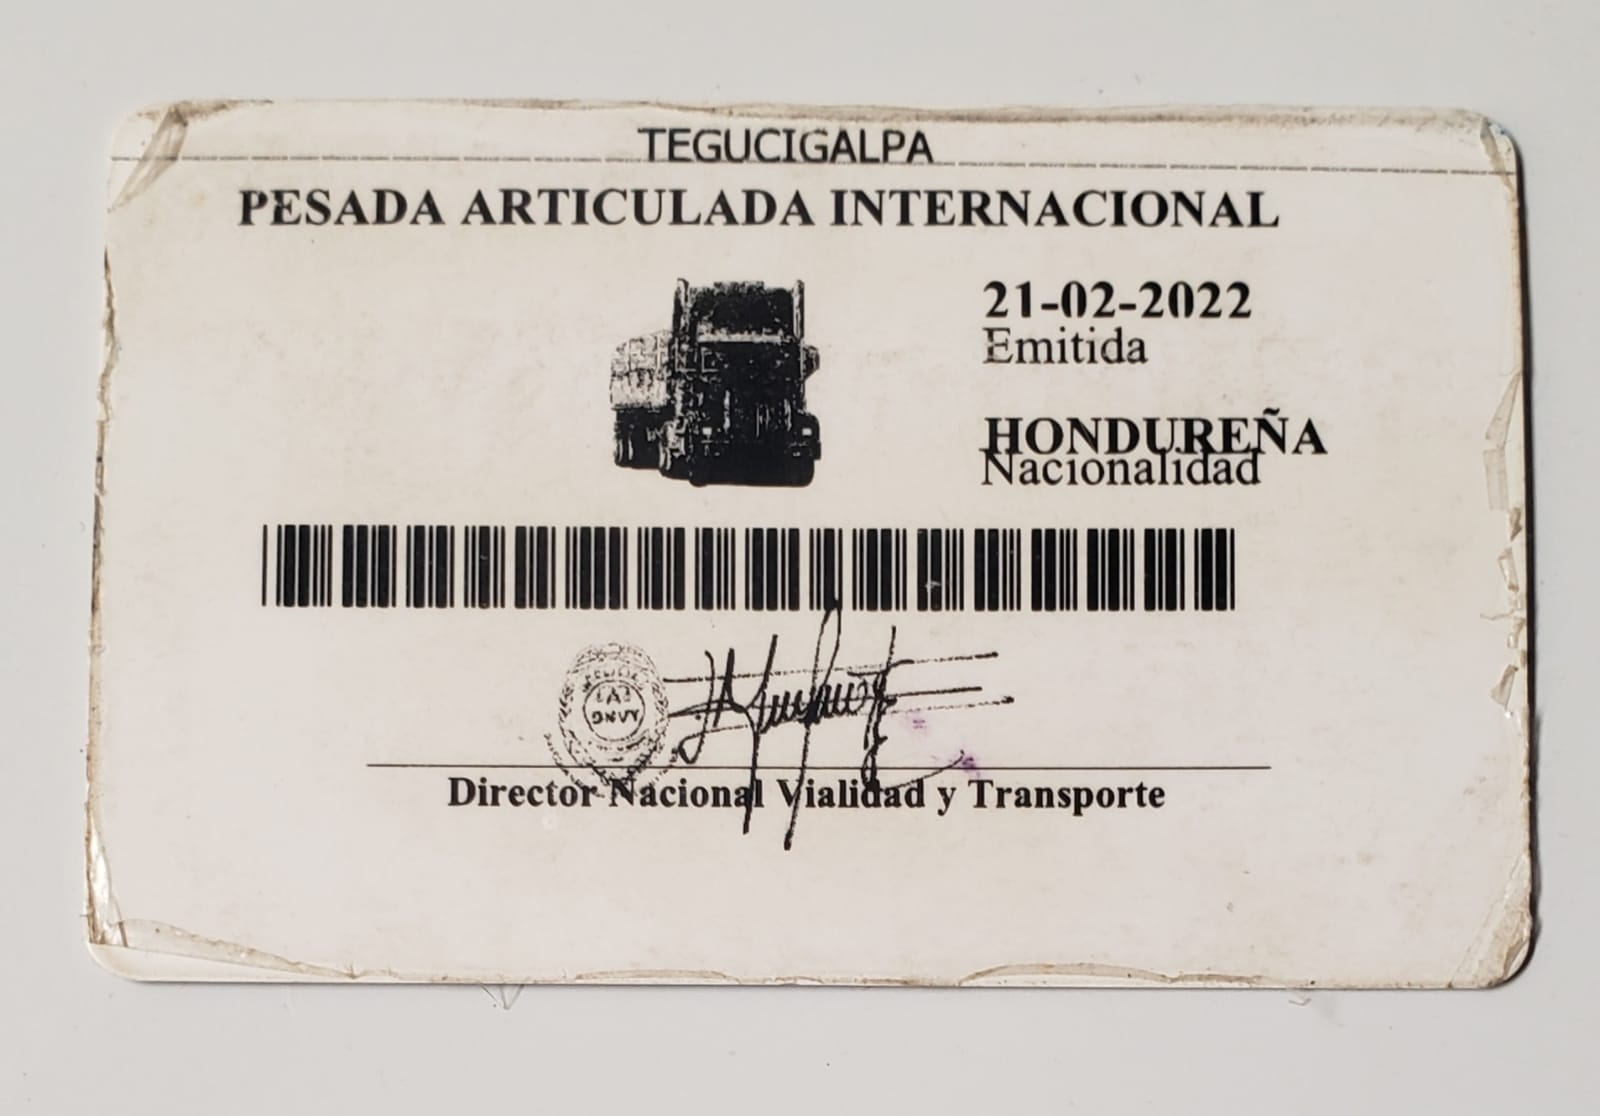 TEGUCIGALPA
PESADA ARTICULADA INTERNACIONAL
21-02-2022
Emitida
HONDUREÑA
Nacionalidad
Director Nacional Vialidad y Transporte